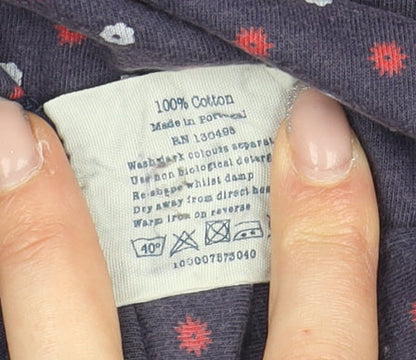 100% Cotton
Made in Portugal
RN 130498
Wash dark colours separat
Use non biological deterg
Re-shape whilst damp
Dry away from direct hea
Warm iron on reverse
40°
100007573040